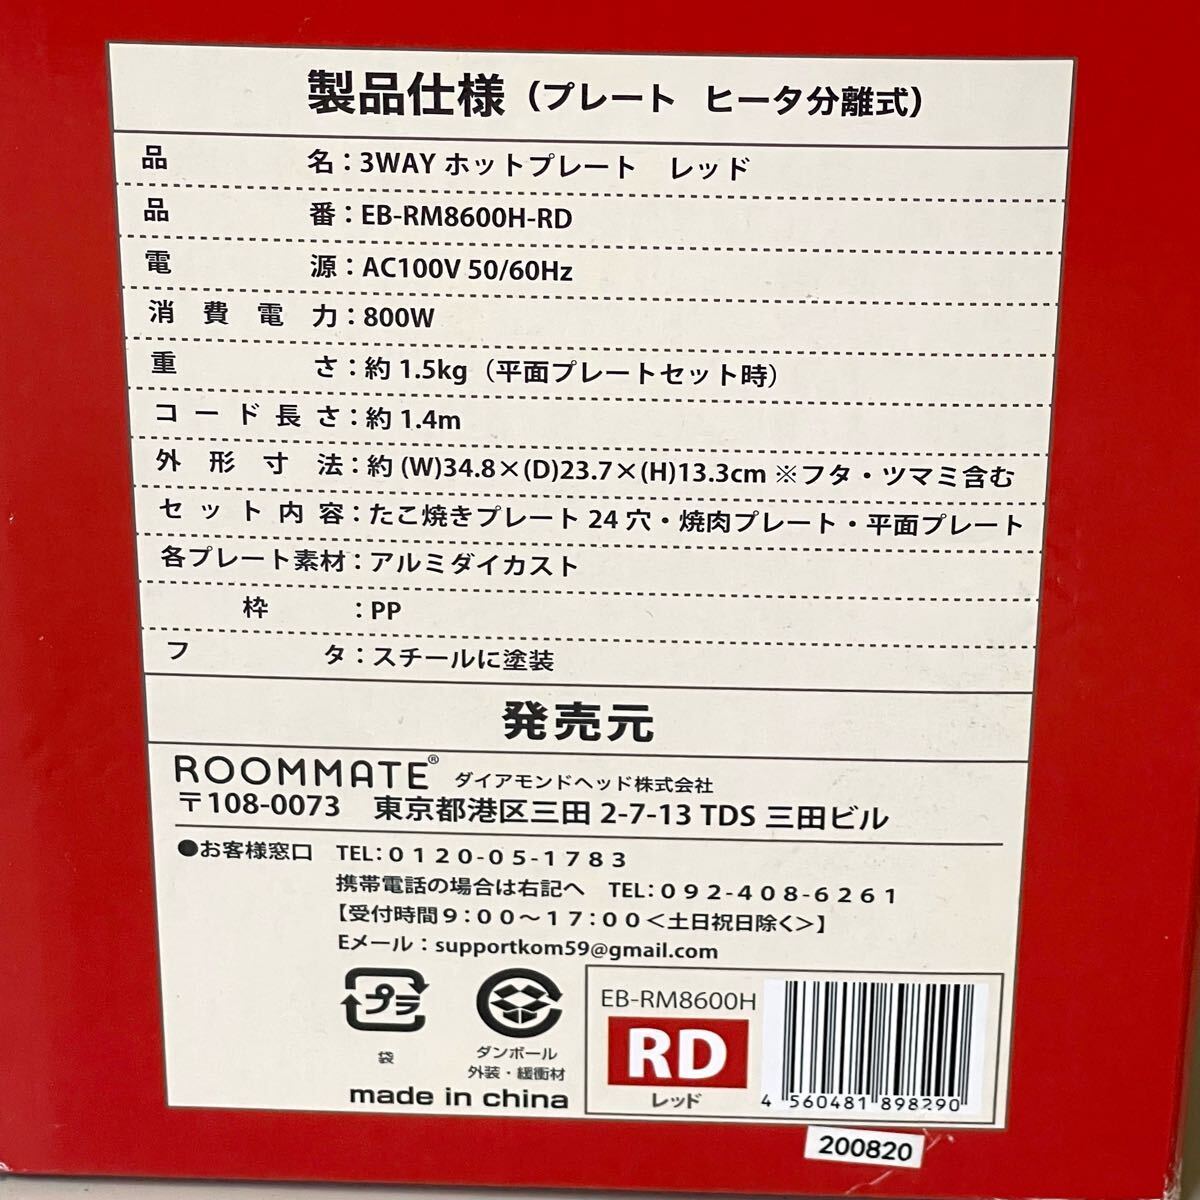 製品仕様（プレート ヒータ分離式）
品名：3WAY ホットプレート レッド
品番：EB-RM8600H-RD
電源：AC100V 50/60Hz
消費電力：800W
重さ：約 1.5kg（平面プレートセット時）
コード長さ：約 1.4m
外形寸法：約 (W)34.8×(D)23.7×(H)13.3cm ※フタ・ツマミ含む
セット内容：たこ焼きプレート 24 穴・焼肉プレート・平面プレート
各プレート素材：アルミダイカスト
枠：PP
フタ：スチールに塗装
発売元
ROOMMATE® ダイアモンドヘッド株式会社
〒108-0073 東京都港区三田 2-7-13 TDS 三田ビル
●お客様窓口 TEL：０１２０-０５-１７８３
携帯電話の場合は右記へ TEL：０９２-４０８-６２６１
【受付時間９：００～１７：００＜土日祝日除く＞】
Eメール：supportkom59@gmail.com
プラ
袋
ダンボール
外装・緩衝材
made in china
EB-RM8600H
RD
レッド
4 560481 898290
200820